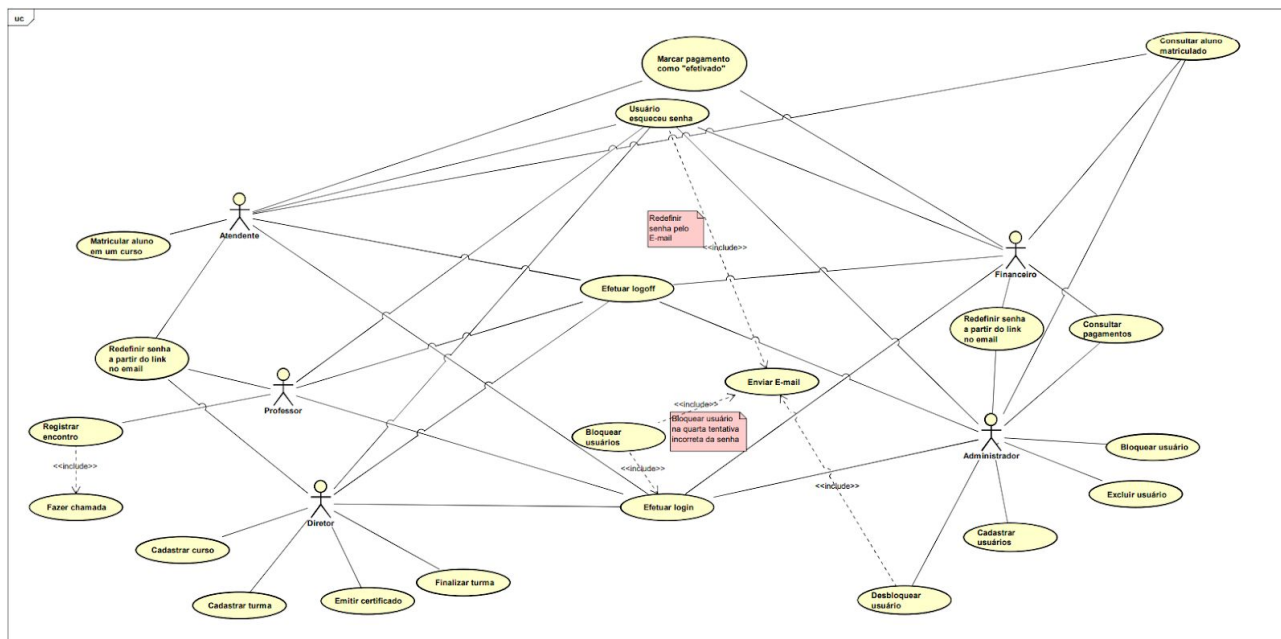 uc
Consultar aluno
matriculado
Marcar pagamento
como "efetivado"
Usuário
esqueceu senha
Atendente
Matricular aluno
em um curso
Redefinir
senha pelo
E-mail
<<include>>
Financeiro
Efetuar logoff
Redefinir senha
a partir do link
no email
Consultar
pagamentos
Redefinir senha
a partir do link
no email
Professor
Enviar E-mail
<<include>>
Registrar
encontro
Bloquear
usuários
Bloquear usuário
na quarta tentativa
incorreta da senha
Administrador
Bloquear usuário
<<include>>
<<include>>
<<include>>
Excluir usuário
Fazer chamada
Diretor
Efetuar login
Cadastrar
usuários
Cadastrar curso
Finalizar turma
Cadastrar turma
Emitir certificado
Desbloquear
usuário